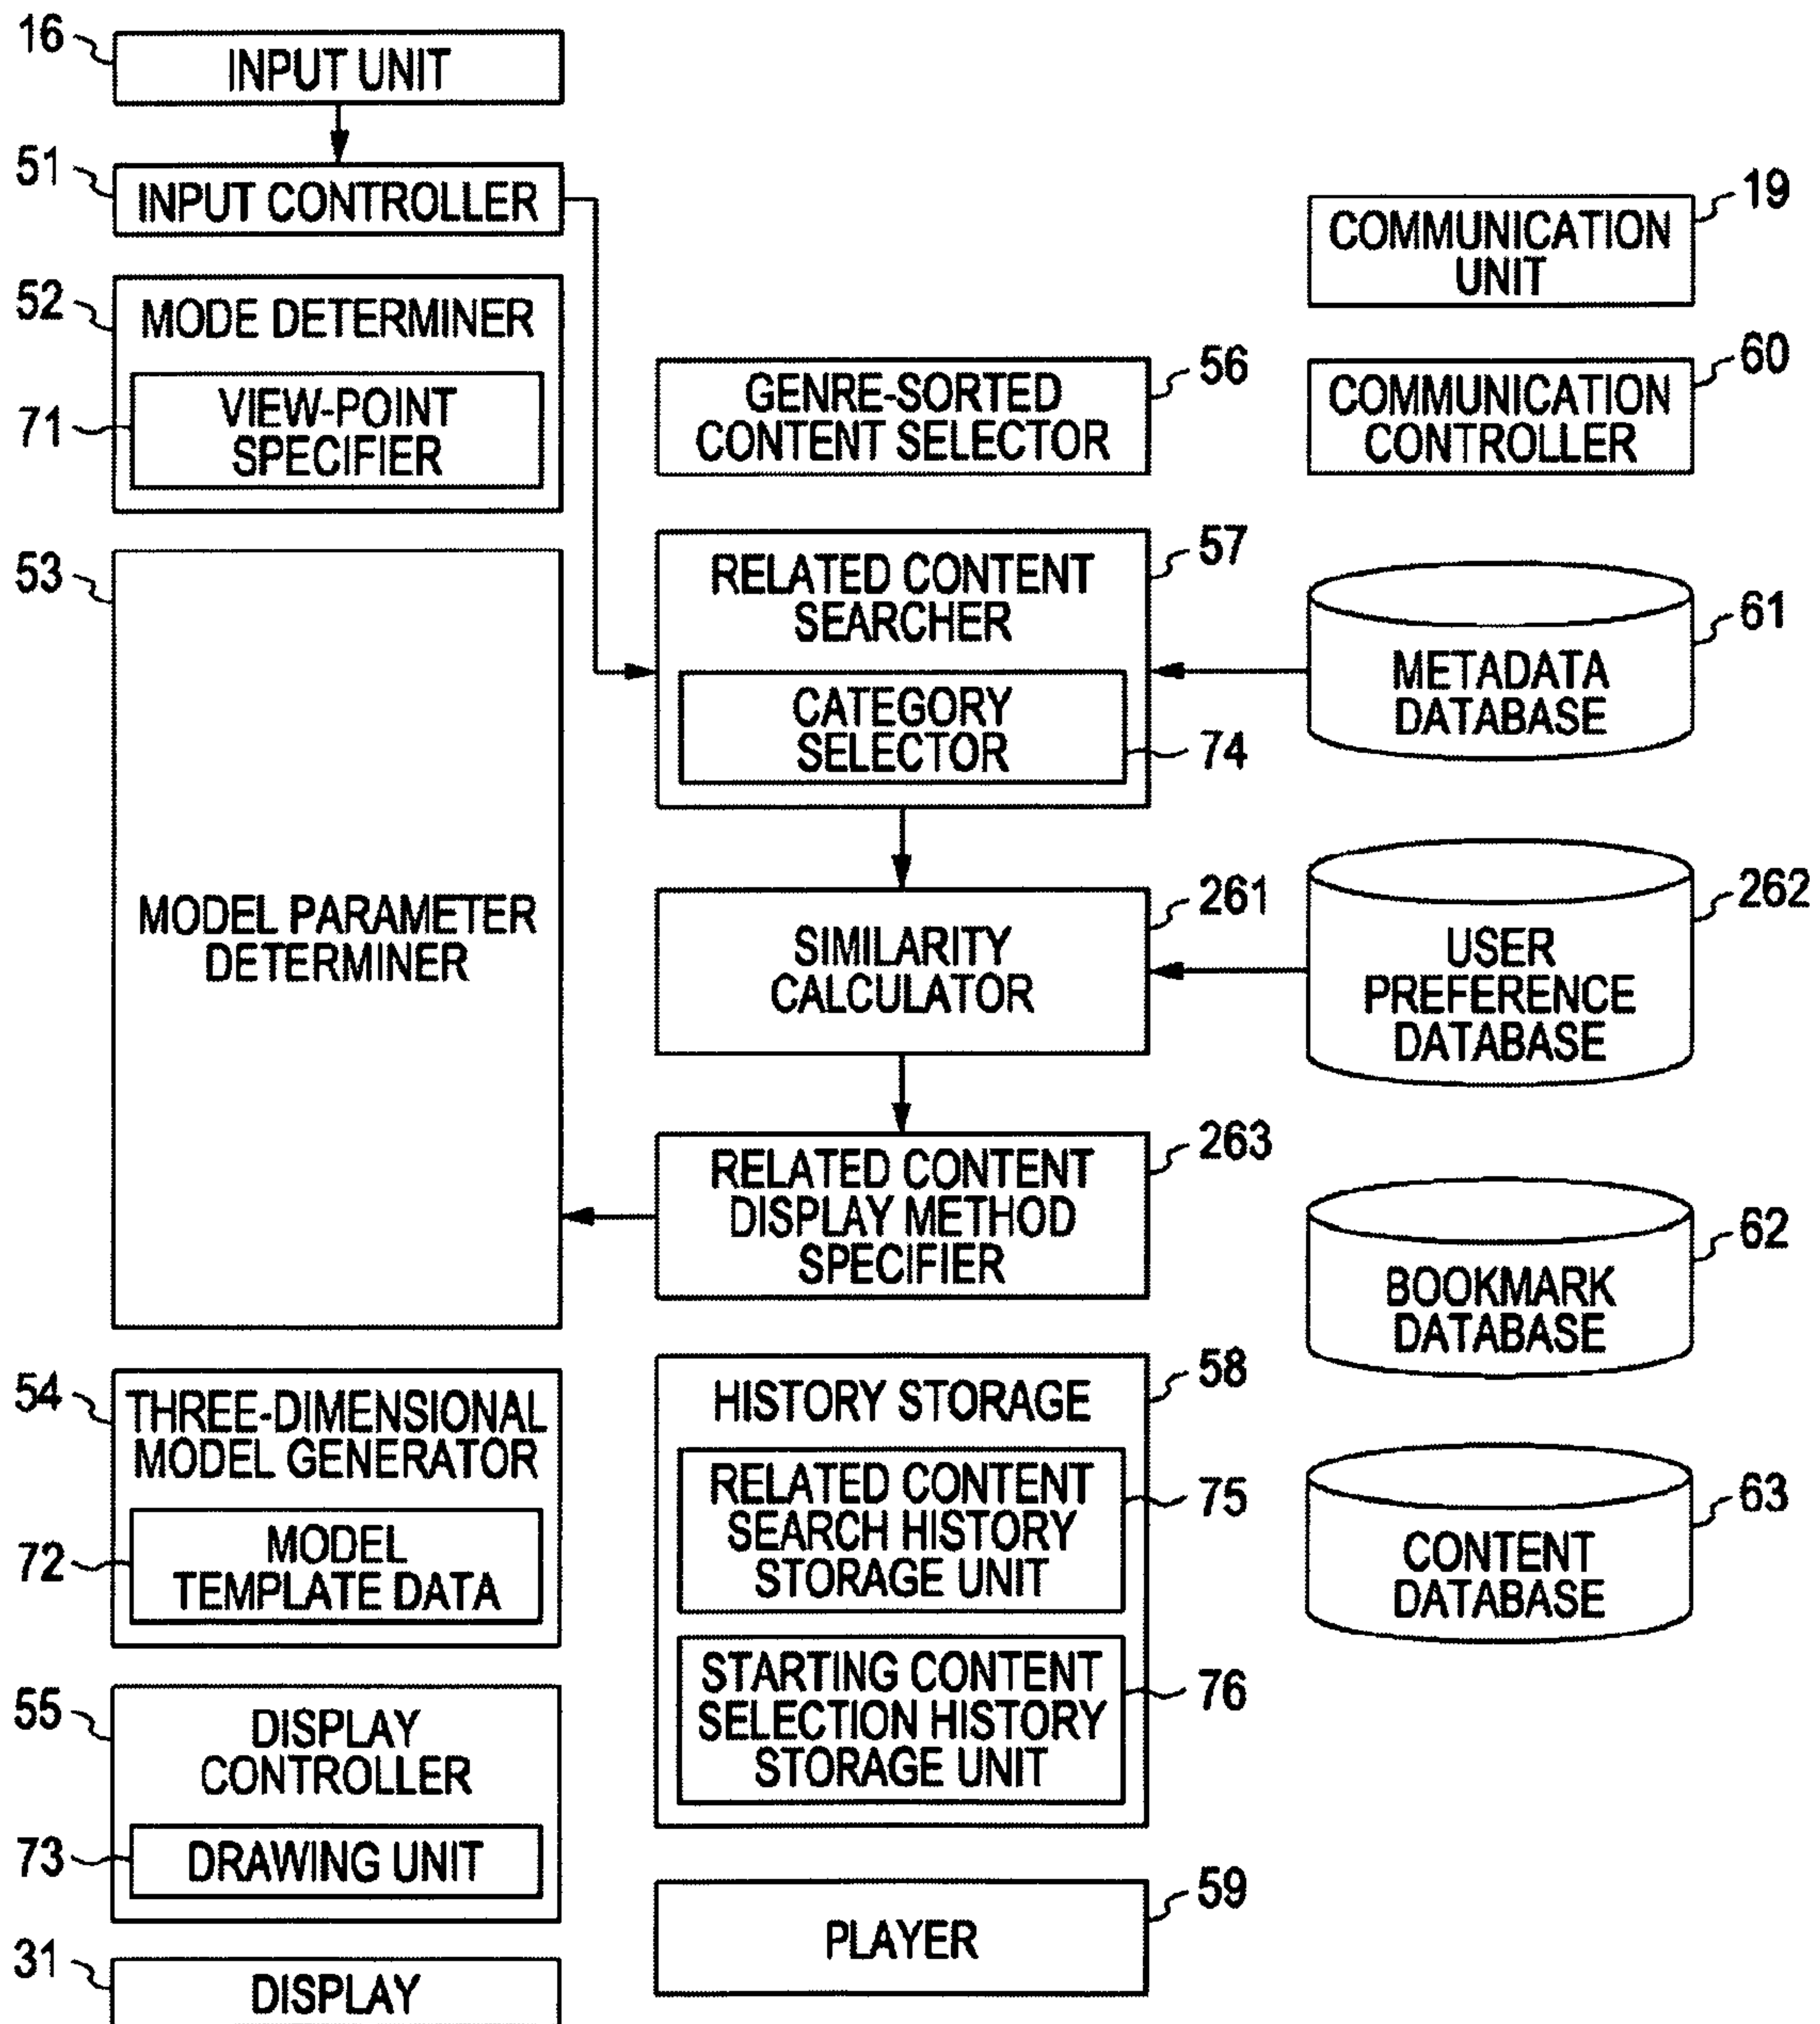 16
INPUT UNIT
51
INPUT CONTROLLER
52
MODE DETERMINER
71
VIEW-POINT
SPECIFIER
53
MODEL PARAMETER
DETERMINER
54
THREE-DIMENSIONAL
MODEL GENERATOR
72
MODEL
TEMPLATE DATA
55
DISPLAY
CONTROLLER
73
DRAWING UNIT
31
DISPLAY
GENRE-SORTED
CONTENT SELECTOR
56
RELATED CONTENT
SEARCHER
57
CATEGORY
SELECTOR
74
SIMILARITY
CALCULATOR
261
RELATED CONTENT
DISPLAY METHOD
SPECIFIER
263
HISTORY STORAGE
58
RELATED CONTENT
SEARCH HISTORY
STORAGE UNIT
75
STARTING CONTENT
SELECTION HISTORY
STORAGE UNIT
76
PLAYER
59
COMMUNICATION
UNIT
19
COMMUNICATION
CONTROLLER
60
METADATA
DATABASE
61
USER
PREFERENCE
DATABASE
262
BOOKMARK
DATABASE
62
CONTENT
DATABASE
63